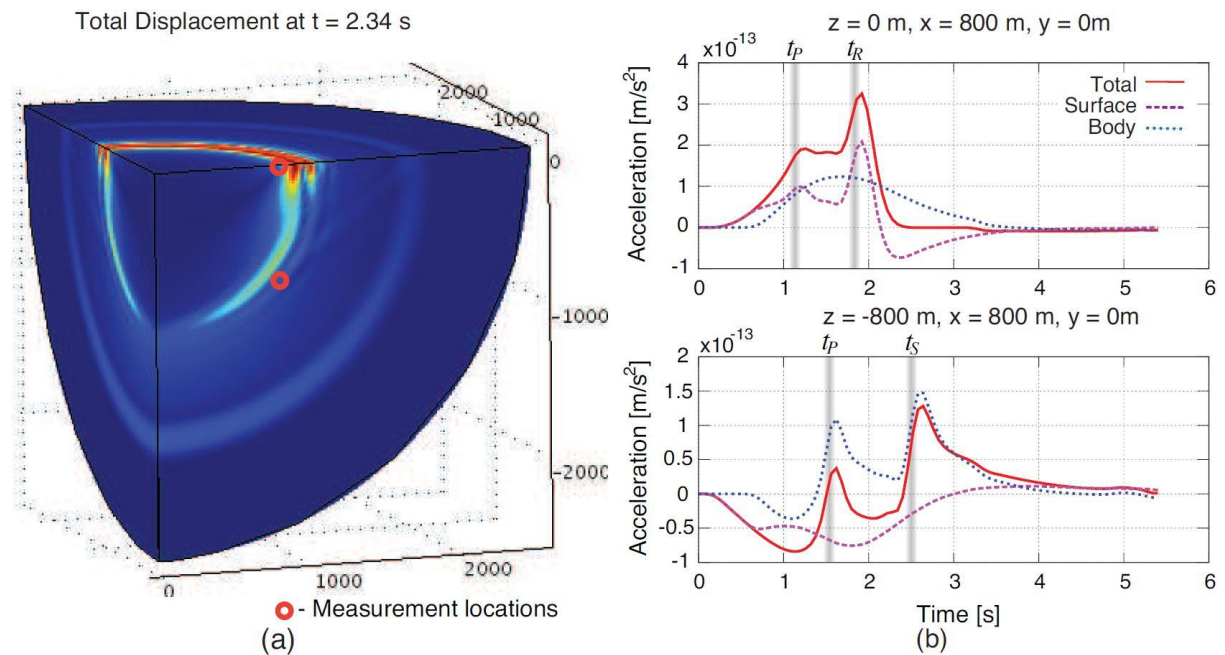 Total Displacement at t = 2.34 s
2000
1000
0
-1000
-2000
0
1000
2000
- Measurement locations
(a)
z = 0 m, x = 800 m, y = 0m
x10⁻¹³
t_P
t_R
Total
Surface
Body
Acceleration [m/s²]
4
3
2
1
0
-1
0 1 2 3 4 5 6
z = -800 m, x = 800 m, y = 0m
x10⁻¹³
t_P
t_S
Acceleration [m/s²]
2
1.5
1
0.5
0
-0.5
-1
0 1 2 3 4 5 6
Time [s]
(b)